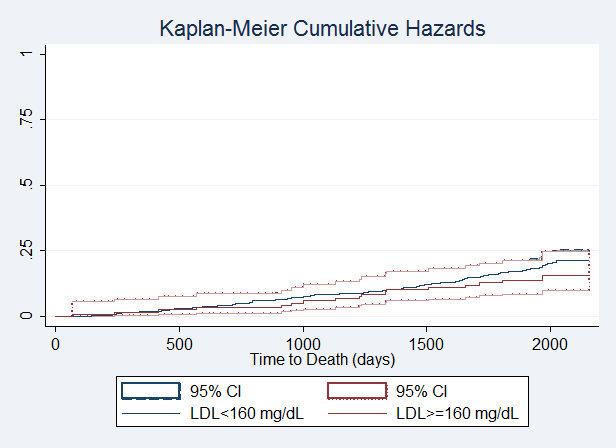 Kaplan-Meier Cumulative Hazards
1
.75
.5
.25
0
0 500 1000 1500 2000
Time to Death (days)
95% CI 95% CI
LDL<160 mg/dL LDL>=160 mg/dL